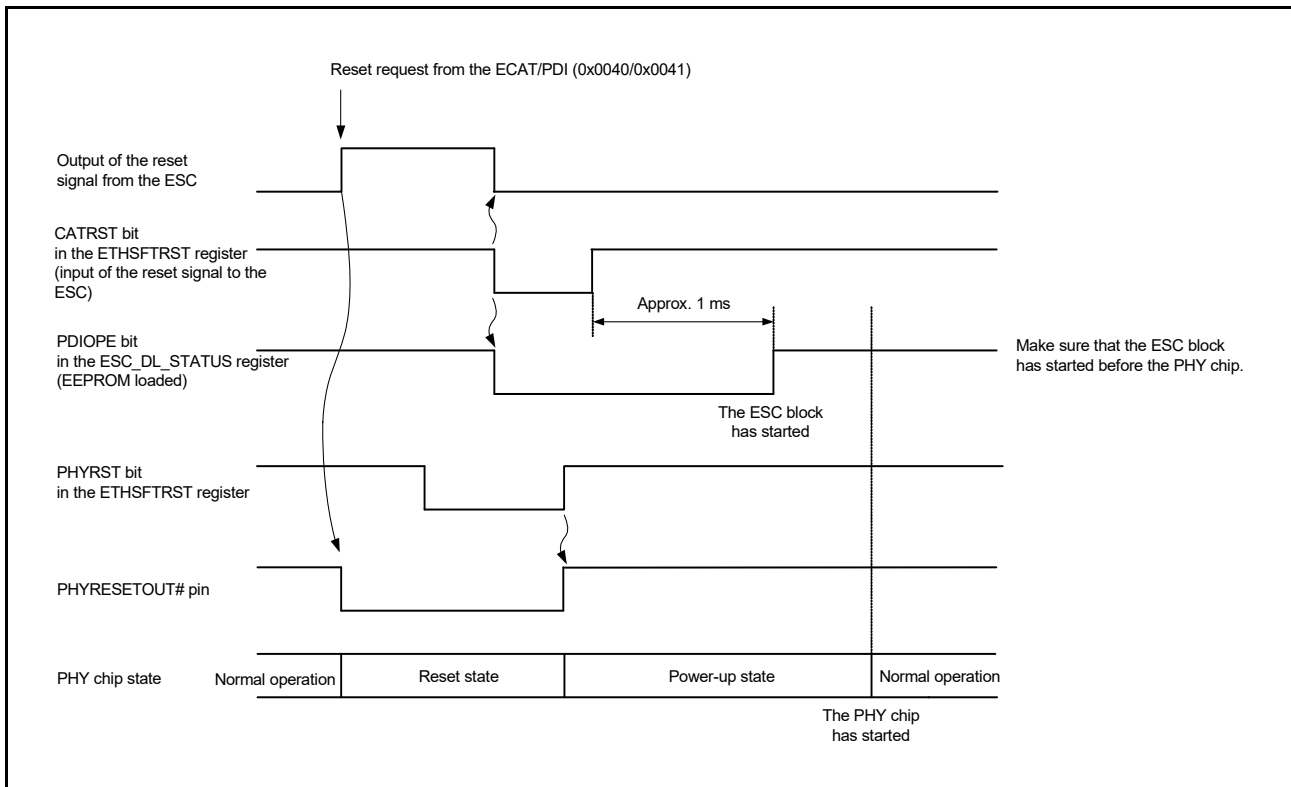 Reset request from the ECAT/PDI (0x0040/0x0041)
Output of the reset
signal from the ESC
CATRST bit
in the ETHSFTRST register
(input of the reset signal to the
ESC)
Approx. 1 ms
PDIOPE bit
in the ESC_DL_STATUS register
(EEPROM loaded)
Make sure that the ESC block
has started before the PHY chip.
The ESC block
has started
PHYRST bit
in the ETHSFTRST register
PHYRESETOUT# pin
PHY chip state
Normal operation
Reset state
Power-up state
Normal operation
The PHY chip
has started